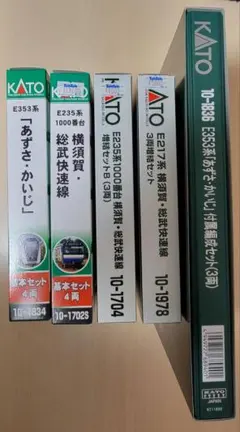 KATO
E353系
「あずさ・かいじ」
基本セット
4両
10-1834
KATO
E235系
1000番台
横須賀・
総武快速線
基本セット
4両
10-1702S
KATO
E235系1000番台 横須賀・総武快速線
増結セットB(3両)
10-1704
KATO
E217系 横須賀・総武快速線
3両増結セット
10-1978
10-1836 E353系「あずさ・かいじ」付属編成セット(3両)
KATO
JAPAN